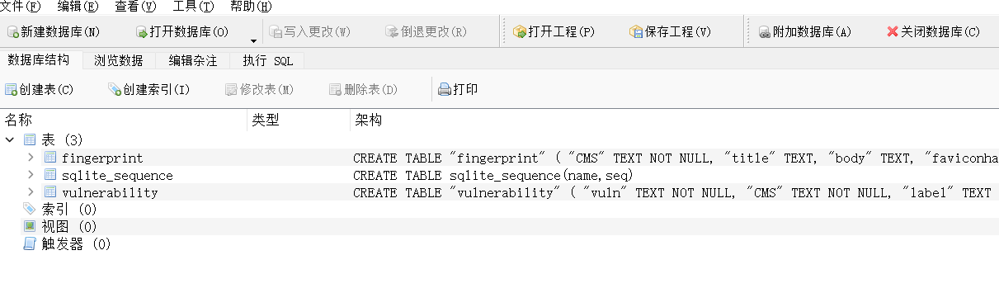 文件(F) 编辑(E) 查看(V) 工具(T) 帮助(H)
新建数据库(N) 打开数据库(O) 写入更改(W) 倒退更改(R) 打开工程(P) 保存工程(V) 附加数据库(A) 关闭数据库(C)
数据库结构 浏览数据 编辑杂注 执行 SQL
创建表(C) 创建索引(I) 修改表(M) 删除表(D) 打印
名称 类型 架构
表 (3)
fingerprint CREATE TABLE "fingerprint" ( "CMS" TEXT NOT NULL, "title" TEXT, "body" TEXT, "faviconha
sqlite_sequence CREATE TABLE sqlite_sequence(name,seq)
vulnerability CREATE TABLE "vulnerability" ( "vuln" TEXT NOT NULL, "CMS" TEXT NOT NULL, "label" TEXT
索引 (0)
视图 (0)
触发器 (0)